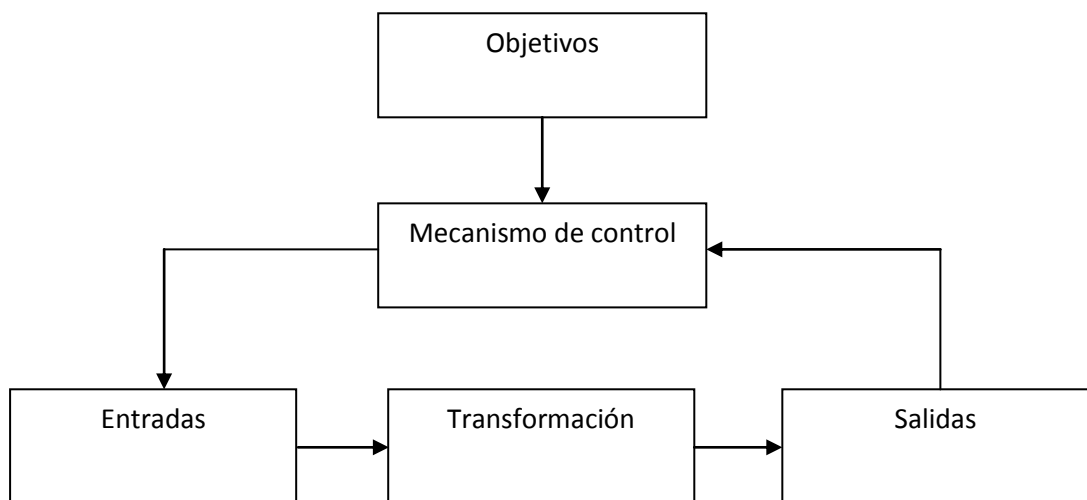 Objetivos
Mecanismo de control
Entradas
Transformación
Salidas